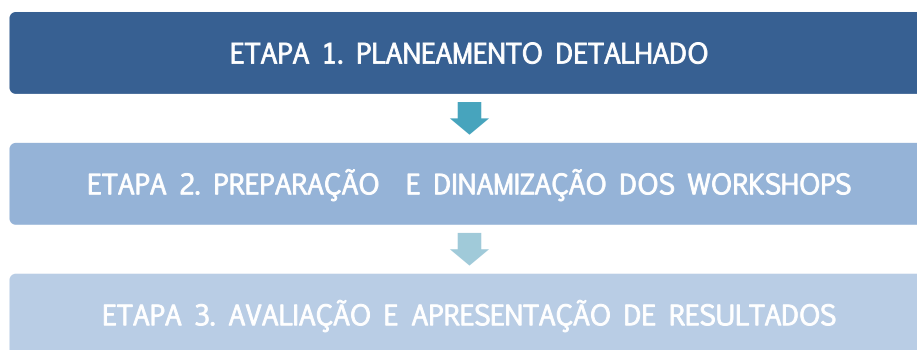 ETAPA 1. PLANEAMENTO DETALHADO
ETAPA 2. PREPARAÇÃO E DINAMIZAÇÃO DOS WORKSHOPS
ETAPA 3. AVALIAÇÃO E APRESENTAÇÃO DE RESULTADOS